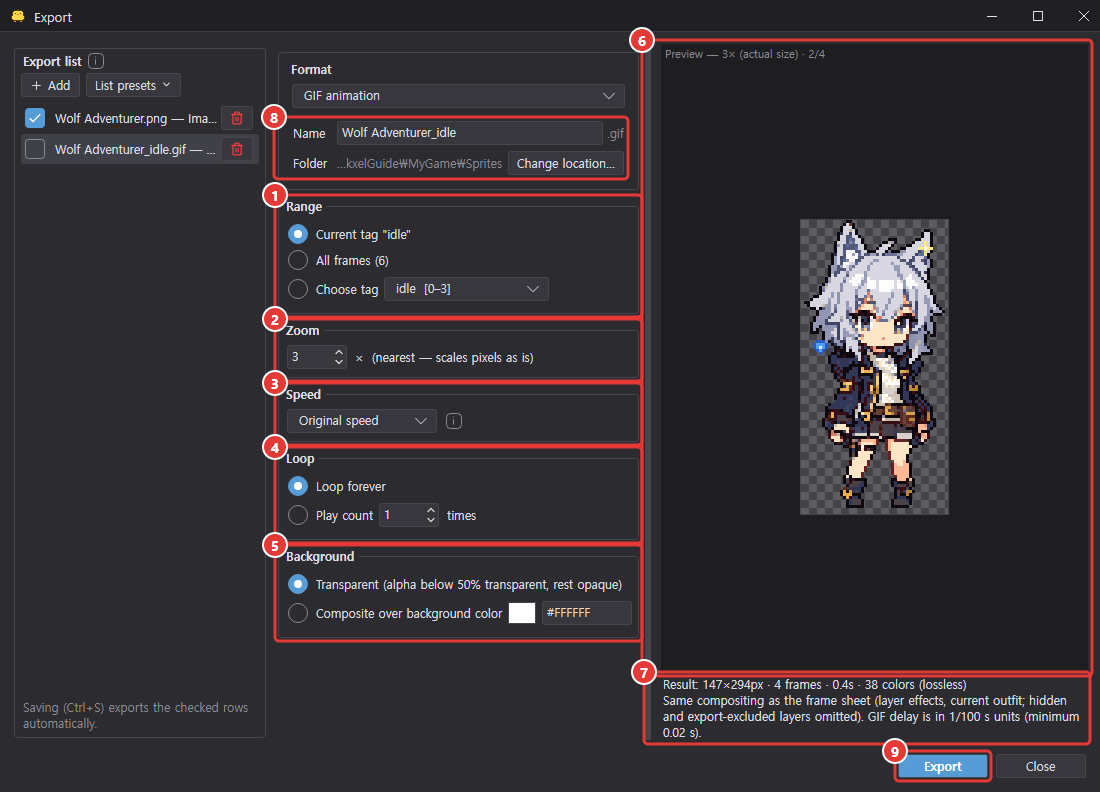 Export
Export list
Add
List presets
Wolf Adventurer.png — Ima...
Wolf Adventurer_idle.gif — ...
Saving (Ctrl+S) exports the checked rows
automatically.
Format
GIF animation
8
Name
Wolf Adventurer_idle
.gif
Folder
...kxelGuide₩MyGame₩Sprites
Change location...
1
Range
Current tag "idle"
All frames (6)
Choose tag
idle [0–3]
2
Zoom
3
× (nearest — scales pixels as is)
3
Speed
Original speed
4
Loop
Loop forever
Play count
1
times
5
Background
Transparent (alpha below 50% transparent, rest opaque)
Composite over background color
#FFFFFF
6
Preview — 3× (actual size) · 2/4
7
Result: 147×294px · 4 frames · 0.4s · 38 colors (lossless)
Same compositing as the frame sheet (layer effects, current outfit; hidden
and export-excluded layers omitted). GIF delay is in 1/100 s units (minimum
0.02 s).
9
Export
Close